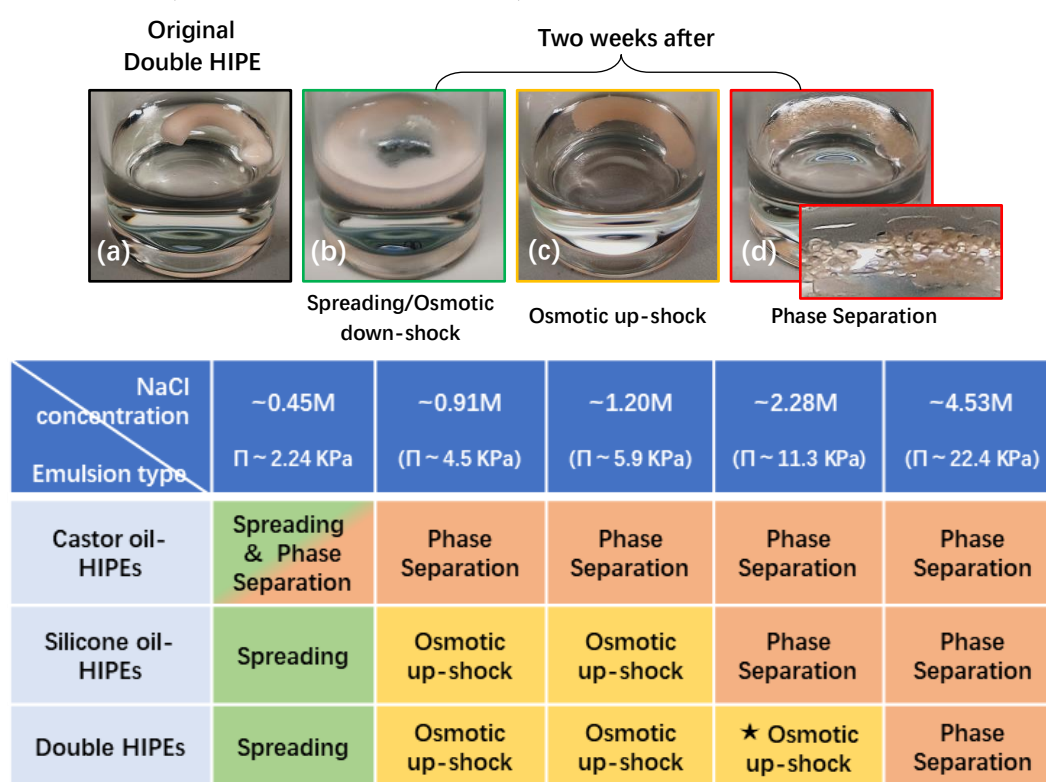 Original
Double HIPE
Two weeks after
(a)
(b)
(c)
(d)
Spreading/Osmotic
down-shock
Osmotic up-shock
Phase Separation
NaCl
concentration
Emulsion type
~0.45M
Π ~ 2.24 KPa
~0.91M
(Π ~ 4.5 KPa)
~1.20M
(Π ~ 5.9 KPa)
~2.28M
(Π ~ 11.3 KPa)
~4.53M
(Π ~ 22.4 KPa)
Castor oil-
HIPEs
Spreading
& Phase
Separation
Phase
Separation
Phase
Separation
Phase
Separation
Phase
Separation
Silicone oil-
HIPEs
Spreading
Osmotic
up-shock
Osmotic
up-shock
Phase
Separation
Phase
Separation
Double HIPEs
Spreading
Osmotic
up-shock
Osmotic
up-shock
★ Osmotic
up-shock
Phase
Separation